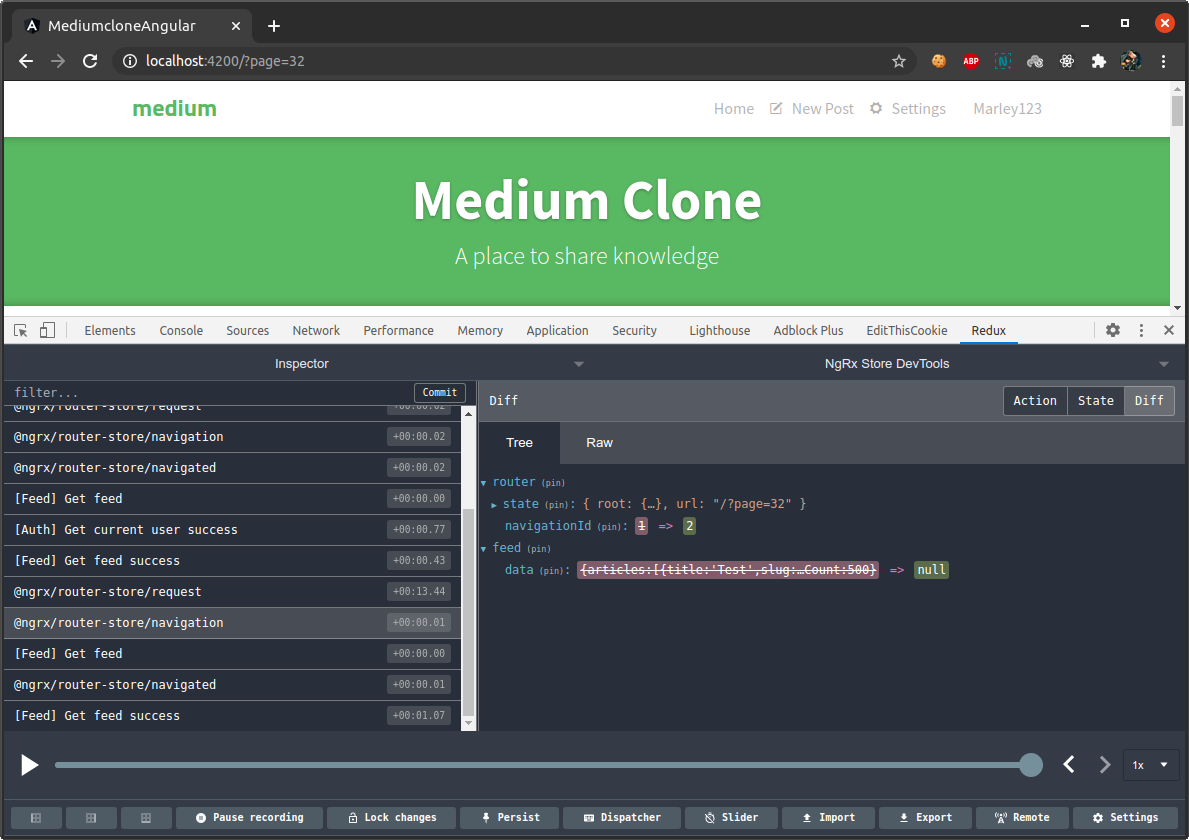 MediumcloneAngular
localhost:4200/?page=32
ABP
N
medium
Home New Post Settings Marley123
Medium Clone
A place to share knowledge
Elements Console Sources Network Performance Memory Application Security Lighthouse Adblock Plus EditThisCookie Redux
Inspector NgRx Store DevTools
filter... Commit
Diff Action State Diff
@ngrx/router-store/request +00:00.02
Tree Raw
@ngrx/router-store/navigation +00:00.02
@ngrx/router-store/navigated +00:00.02
[Feed] Get feed +00:00.00
[Auth] Get current user success +00:00.77
[Feed] Get feed success +00:00.43
@ngrx/router-store/request +00:13.44
@ngrx/router-store/navigation +00:00.01
[Feed] Get feed +00:00.00
@ngrx/router-store/navigated +00:00.01
[Feed] Get feed success +00:01.07
router (pin)
state (pin): { root: {…}, url: "/?page=32" }
navigationId (pin): 1 => 2
feed (pin)
data (pin): {articles:[{title:'Test',slug:…Count:500} => null
1x
Pause recording Lock changes Persist Dispatcher Slider Import Export Remote Settings